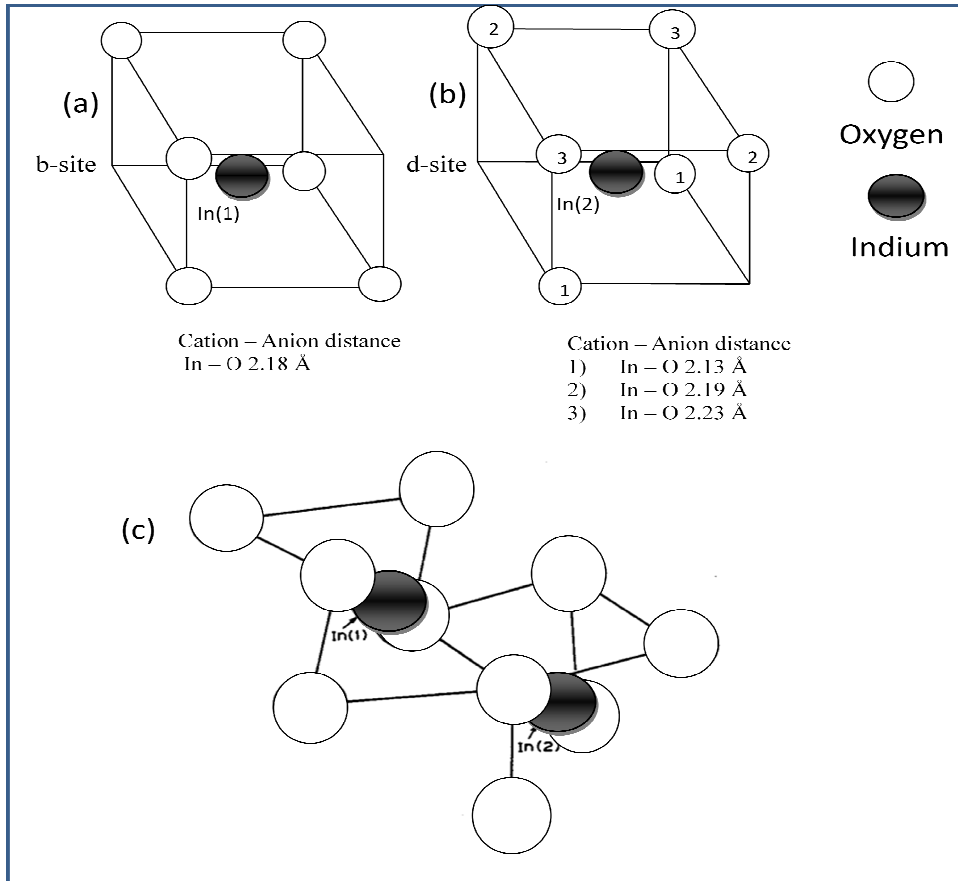 (a)
b-site
In(1)
Cation – Anion distance
In – O 2.18 Å
(b)
2
3
d-site
3
2
1
In(2)
1
Cation – Anion distance
1) In – O 2.13 Å
2) In – O 2.19 Å
3) In – O 2.23 Å
Oxygen
Indium
(c)
In(1)
In(2)